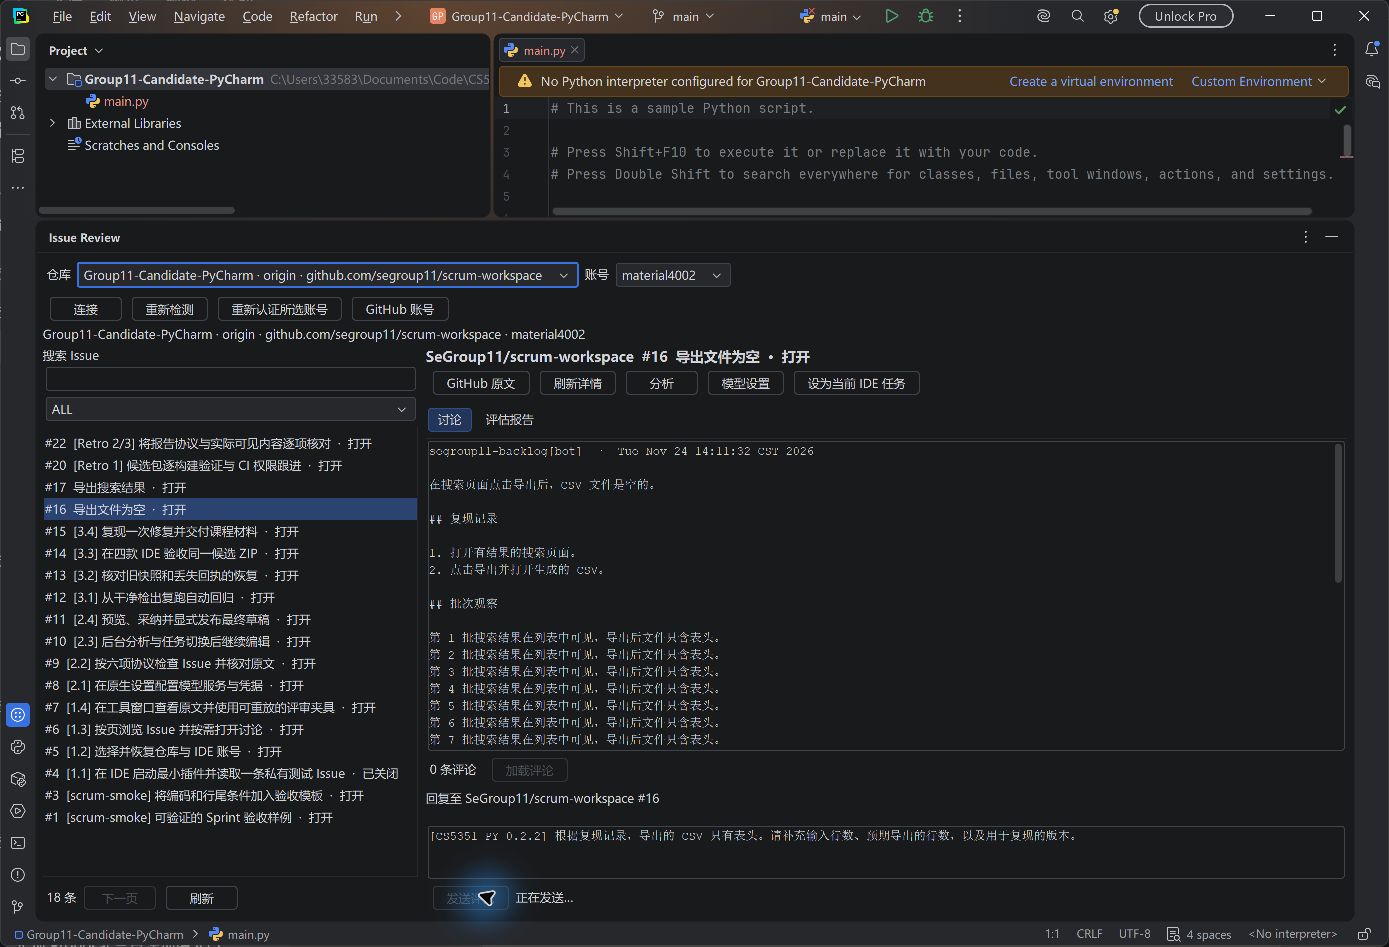 File Edit View Navigate Code Refactor Run Group11-Candidate-PyCharm main main Unlock Pro
Project
Group11-Candidate-PyCharm C:\Users\33583\Documents\Code\CS5
main.py
External Libraries
Scratches and Consoles
main.py
No Python interpreter configured for Group11-Candidate-PyCharm Create a virtual environment Custom Environment
1 # This is a sample Python script.
2
3 # Press Shift+F10 to execute it or replace it with your code.
4 # Press Double Shift to search everywhere for classes, files, tool windows, actions, and settings.
5
Issue Review
仓库 Group11-Candidate-PyCharm · origin · github.com/segroup11/scrum-workspace 账号 material4002
连接 重新检测 重新认证所选账号 GitHub 账号
Group11-Candidate-PyCharm · origin · github.com/segroup11/scrum-workspace · material4002
搜索 Issue
ALL
#22 [Retro 2/3] 将报告协议与实际可见内容逐项核对 · 打开
#20 [Retro 1] 候选包逐构建验证与 CI 权限跟进 · 打开
#17 导出搜索结果 · 打开
#16 导出文件为空 · 打开
#15 [3.4] 复现一次修复并交付课程材料 · 打开
#14 [3.3] 在四款 IDE 验收同一候选 ZIP · 打开
#13 [3.2] 核对旧快照和丢失回执的恢复 · 打开
#12 [3.1] 从干净检出复跑自动回归 · 打开
#11 [2.4] 预览、采纳并显式发布最终草稿 · 打开
#10 [2.3] 后台分析与任务切换后继续编辑 · 打开
#9 [2.2] 按六项协议检查 Issue 并核对原文 · 打开
#8 [2.1] 在原生设置配置模型服务与凭据 · 打开
#7 [1.4] 在工具窗口查看原文并使用可重放的评审夹具 · 打开
#6 [1.3] 按页浏览 Issue 并按需打开讨论 · 打开
#5 [1.2] 选择并恢复仓库与 IDE 账号 · 打开
#4 [1.1] 在 IDE 启动最小插件并读取一条私有测试 Issue · 已关闭
#3 [scrum-smoke] 将编码和行尾条件加入验收模板 · 打开
#1 [scrum-smoke] 可验证的 Sprint 验收样例 · 打开
18 条 下一页 刷新
SeGroup11/scrum-workspace #16 导出文件为空 • 打开
GitHub 原文 刷新详情 分析 模型设置 设为当前 IDE 任务
讨论 评估报告
segroup11-backlog[bot] · Tue Nov 24 14:11:32 CST 2026
在搜索页面点击导出后，CSV 文件是空的。
## 复现记录
1. 打开有结果的搜索页面。
2. 点击导出并打开生成的 CSV。
## 批次观察
第 1 批搜索结果在列表中可见，导出后文件只含表头。
第 2 批搜索结果在列表中可见，导出后文件只含表头。
第 3 批搜索结果在列表中可见，导出后文件只含表头。
第 4 批搜索结果在列表中可见，导出后文件只含表头。
第 5 批搜索结果在列表中可见，导出后文件只含表头。
第 6 批搜索结果在列表中可见，导出后文件只含表头。
第 7 批搜索结果在列表中可见，导出后文件只含表头。
0 条评论 加载评论
回复至 SeGroup11/scrum-workspace #16
[CS5351 PY 0.2.2] 根据复现记录，导出的 CSV 只有表头。请补充输入行数、预期导出的行数，以及用于复现的版本。
发送 正在发送...
Group11-Candidate-PyCharm main.py 1:1 CRLF UTF-8 4 spaces <No interpreter>